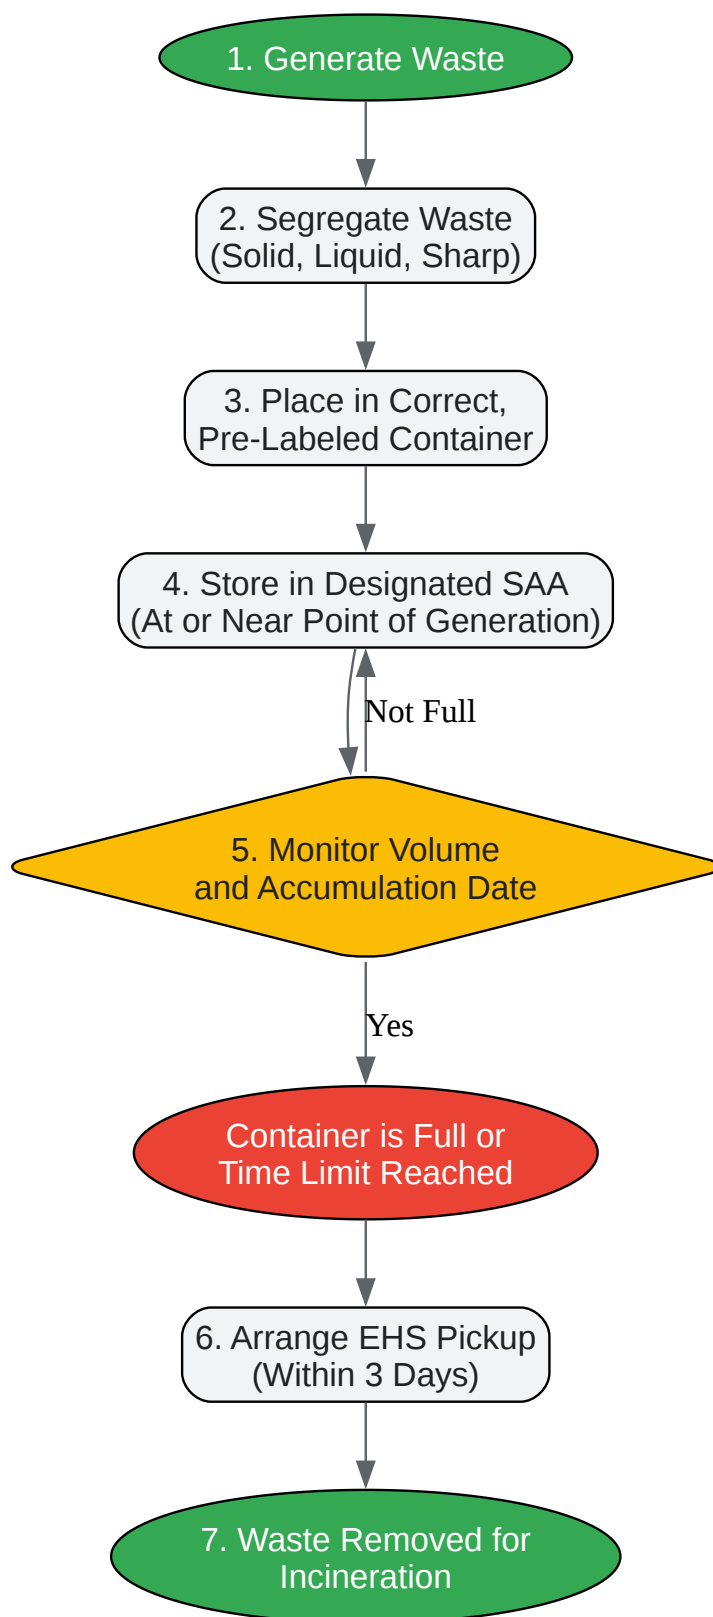 1. Generate Waste
2. Segregate Waste
(Solid, Liquid, Sharp)
3. Place in Correct,
Pre-Labeled Container
4. Store in Designated SAA
(At or Near Point of Generation)
Not Full
5. Monitor Volume
and Accumulation Date
Yes
Container is Full or
Time Limit Reached
6. Arrange EHS Pickup
(Within 3 Days)
7. Waste Removed for
Incineration